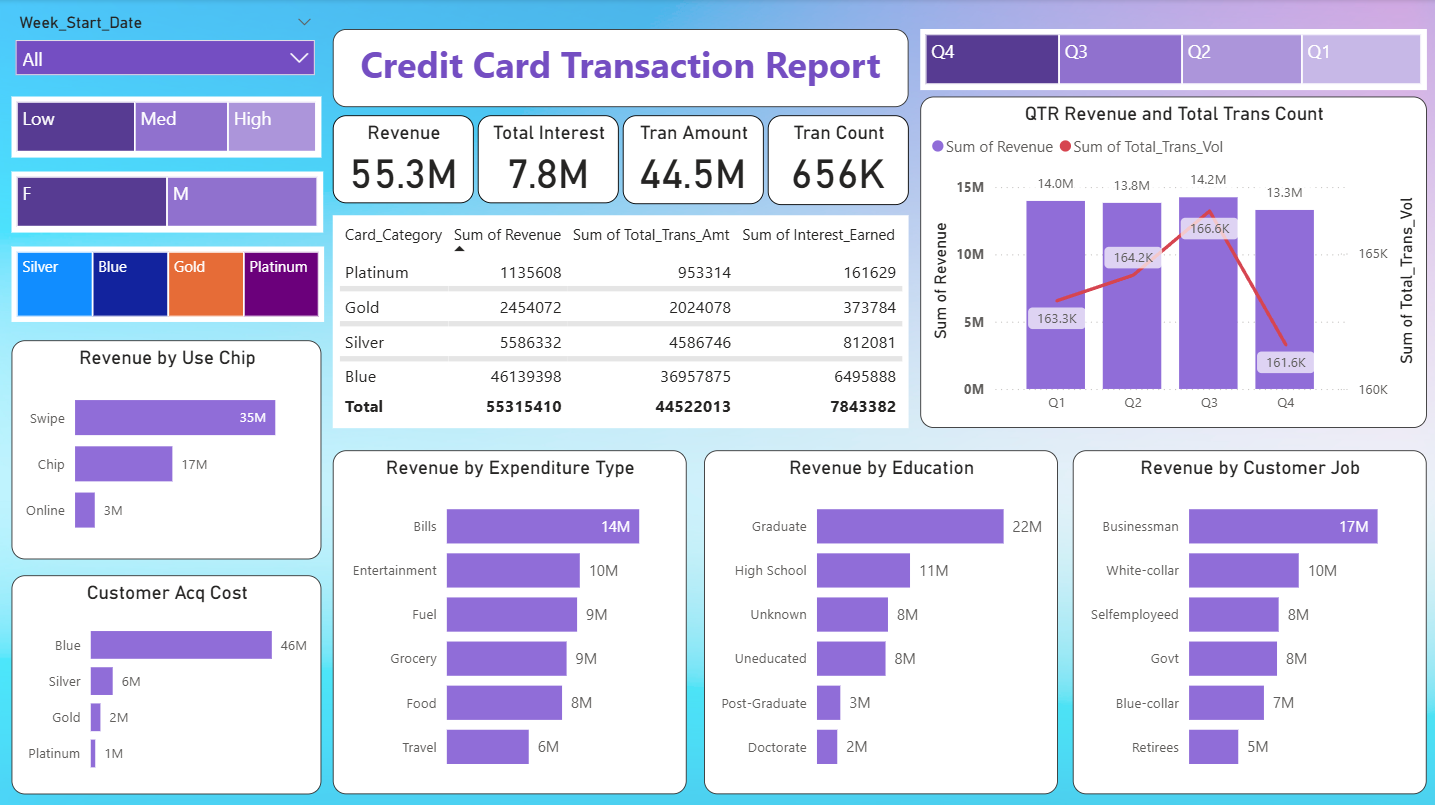 Week_Start_Date
All
Low Med High
F M
Silver Blue Gold Platinum
Credit Card Transaction Report
Revenue
55.3M
Total Interest
7.8M
Tran Amount
44.5M
Tran Count
656K
Q4 Q3 Q2 Q1
Card_Category Sum of Revenue Sum of Total_Trans_Amt Sum of Interest_Earned
Platinum 1135608 953314 161629
Gold 2454072 2024078 373784
Silver 5586332 4586746 812081
Blue 46139398 36957875 6495888
Total 55315410 44522013 7843382
QTR Revenue and Total Trans Count
Sum of Revenue Sum of Total_Trans_Vol
Sum of Revenue
15M
10M
5M
0M
14.0M 13.8M 14.2M 13.3M
163.3K 164.2K 166.6K 161.6K
Q1 Q2 Q3 Q4
165K
160K
Sum of Total_Trans_Vol
Revenue by Use Chip
Swipe 35M
Chip 17M
Online 3M
Customer Acq Cost
Blue 46M
Silver 6M
Gold 2M
Platinum 1M
Revenue by Expenditure Type
Bills 14M
Entertainment 10M
Fuel 9M
Grocery 9M
Food 8M
Travel 6M
Revenue by Education
Graduate 22M
High School 11M
Unknown 8M
Uneducated 8M
Post-Graduate 3M
Doctorate 2M
Revenue by Customer Job
Businessman 17M
White-collar 10M
Selfemployeed 8M
Govt 8M
Blue-collar 7M
Retirees 5M